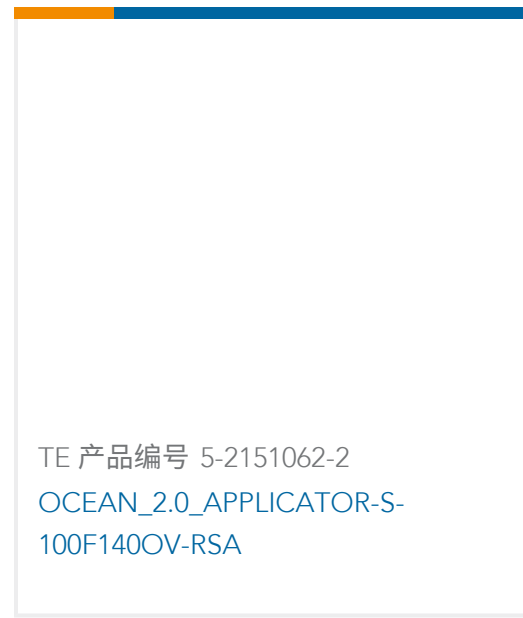 TE 产品编号 5-2151062-2
OCEAN_2.0_APPLICATOR-S-
100F140OV-RSA